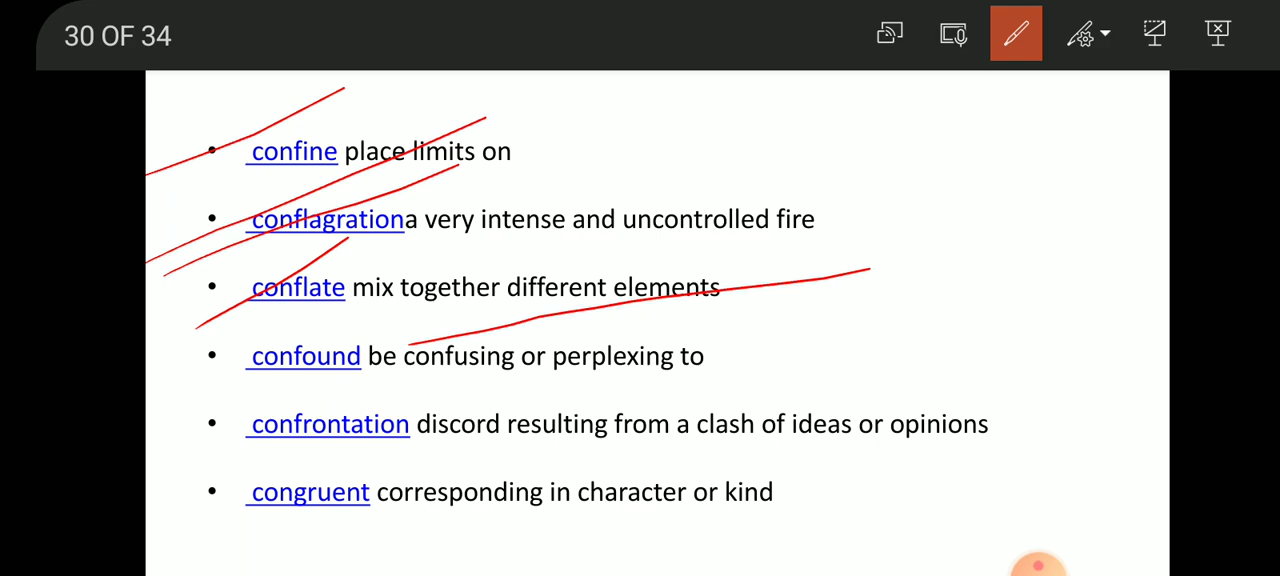 30 OF 34
• confine place limits on
• conflagrationa very intense and uncontrolled fire
• conflate mix together different elements
• confound be confusing or perplexing to
• confrontation discord resulting from a clash of ideas or opinions
• congruent corresponding in character or kind